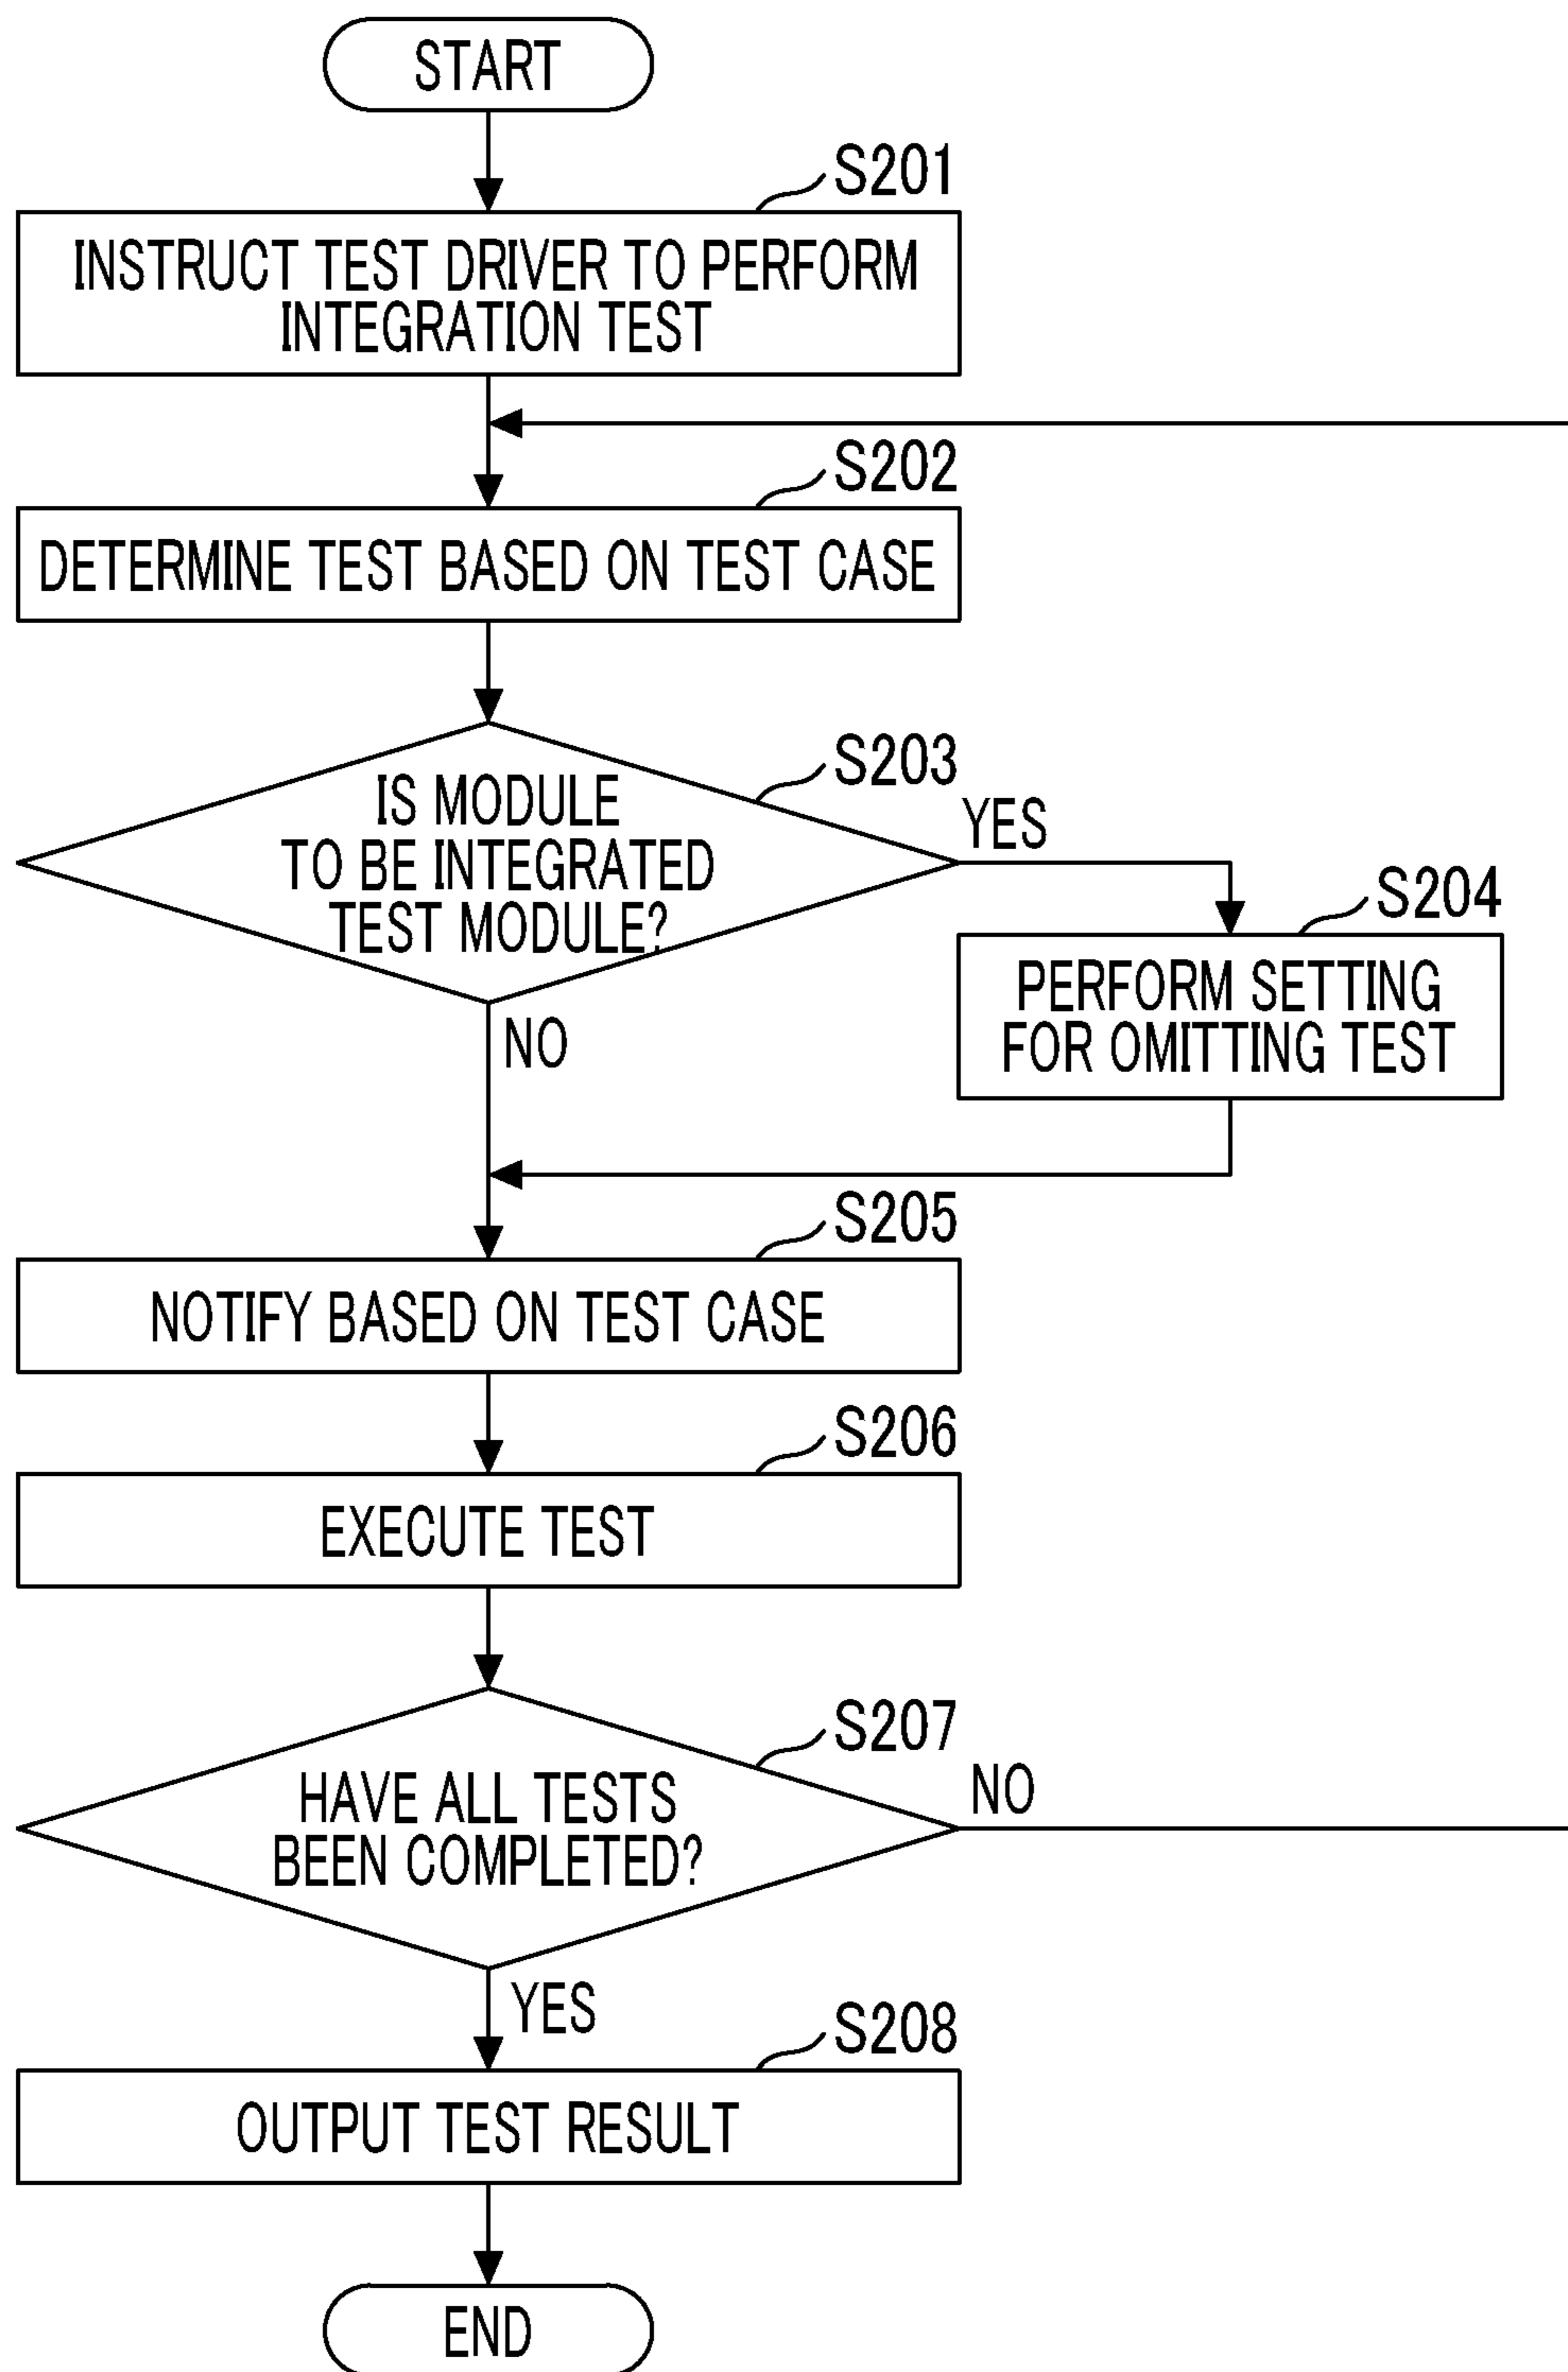 START
S201
INSTRUCT TEST DRIVER TO PERFORM
INTEGRATION TEST
S202
DETERMINE TEST BASED ON TEST CASE
S203
IS MODULE
TO BE INTEGRATED
TEST MODULE?
YES
S204
PERFORM SETTING
FOR OMITTING TEST
NO
S205
NOTIFY BASED ON TEST CASE
S206
EXECUTE TEST
S207
HAVE ALL TESTS
BEEN COMPLETED?
NO
YES
S208
OUTPUT TEST RESULT
END